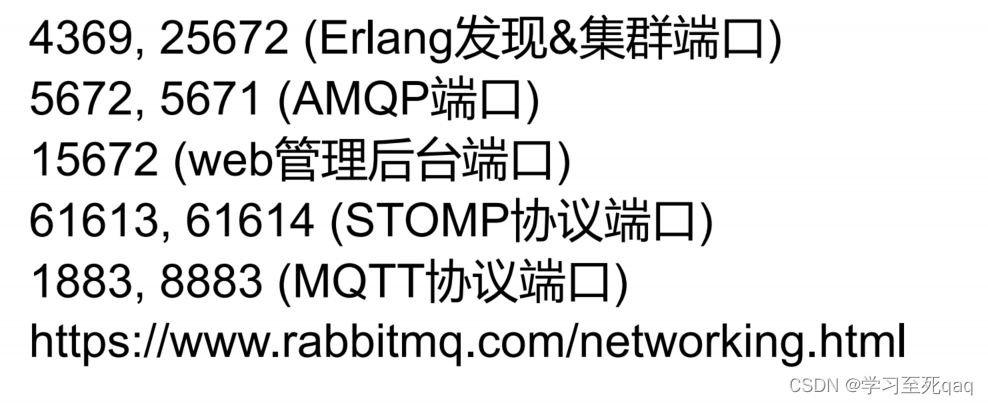 4369, 25672 (Erlang发现&集群端口)
5672, 5671 (AMQP端口)
15672 (web管理后台端口)
61613, 61614 (STOMP协议端口)
1883, 8883 (MQTT协议端口)
https://www.rabbitmq.com/networking.html
CSDN @学习至死qaq